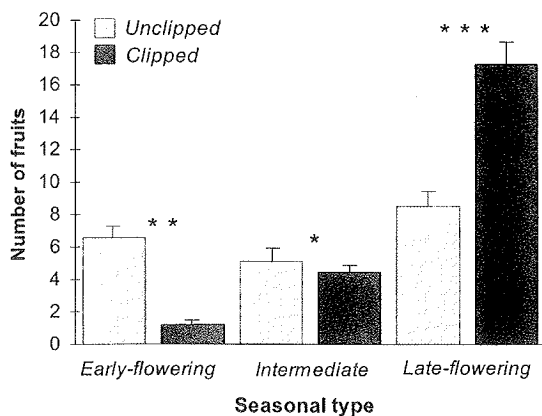 Unclipped
Clipped
Number of fruits
20
18
16
14
12
10
8
6
4
2
0
* *
*
* * *
Early-flowering Intermediate Late-flowering
Seasonal type